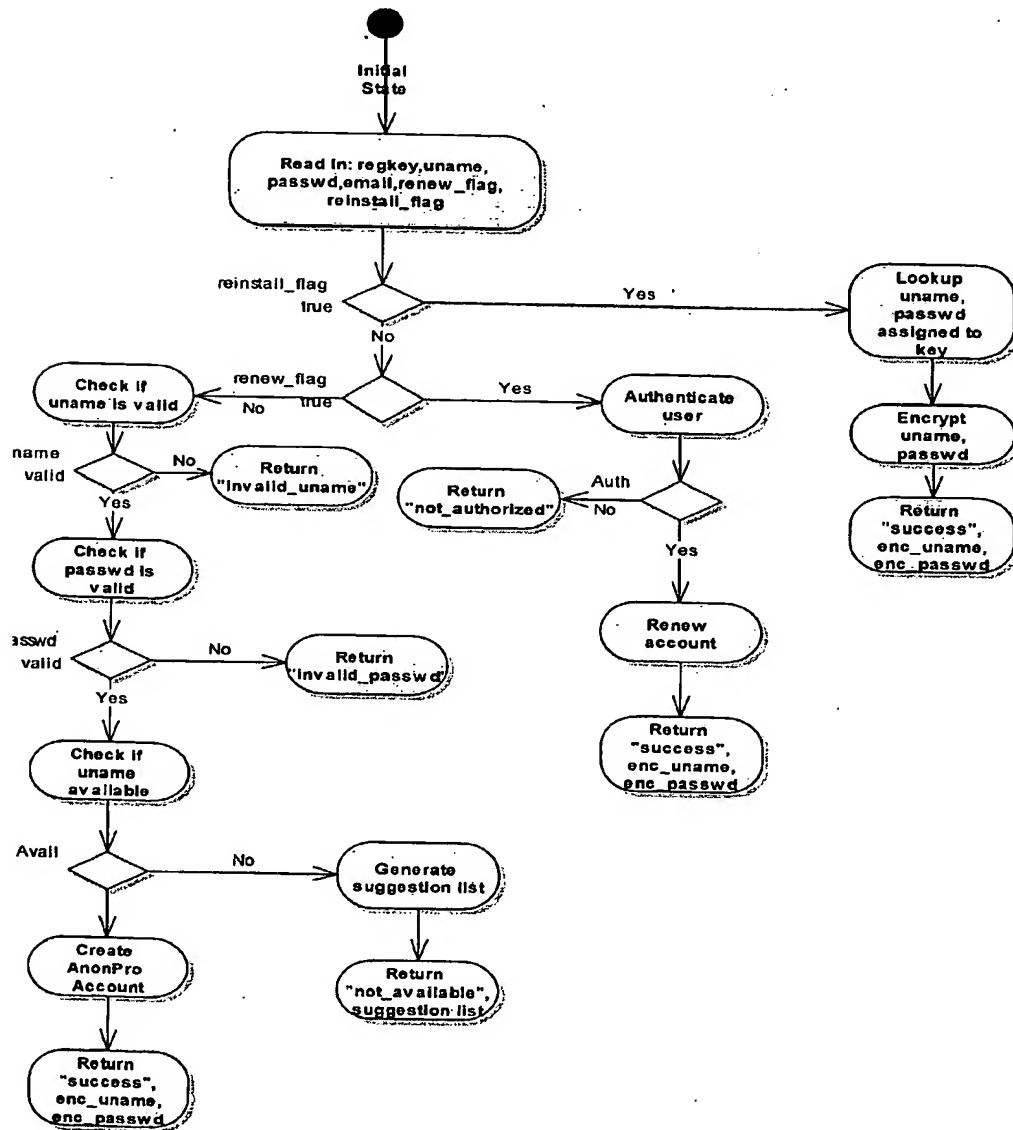 Initial
State
Read In: regkey,uname,
passwd,email,renew_flag,
reinstall_flag
reinstall_flag
true
Yes
No
Lookup
uname,
passwd
assigned to
key
renew_flag
true
No
Yes
Check if
uname is valid
Authenticate
user
Encrypt
uname,
passwd
name
valid
No
Yes
Return
"invalid_uname"
Return
"not_authorized"
Auth
No
Yes
Return
"success",
enc_uname,
enc_passwd
Check if
passwd is
valid
Renew
account
asswd
valid
No
Yes
Return
"invalid_passwd"
Return
"success",
enc_uname,
enc_passwd
Check if
uname
available
Avail
No
Generate
suggestion list
Create
AnonPro
Account
Return
"not_available",
suggestion list
Return
"success",
enc_uname,
enc_passwd